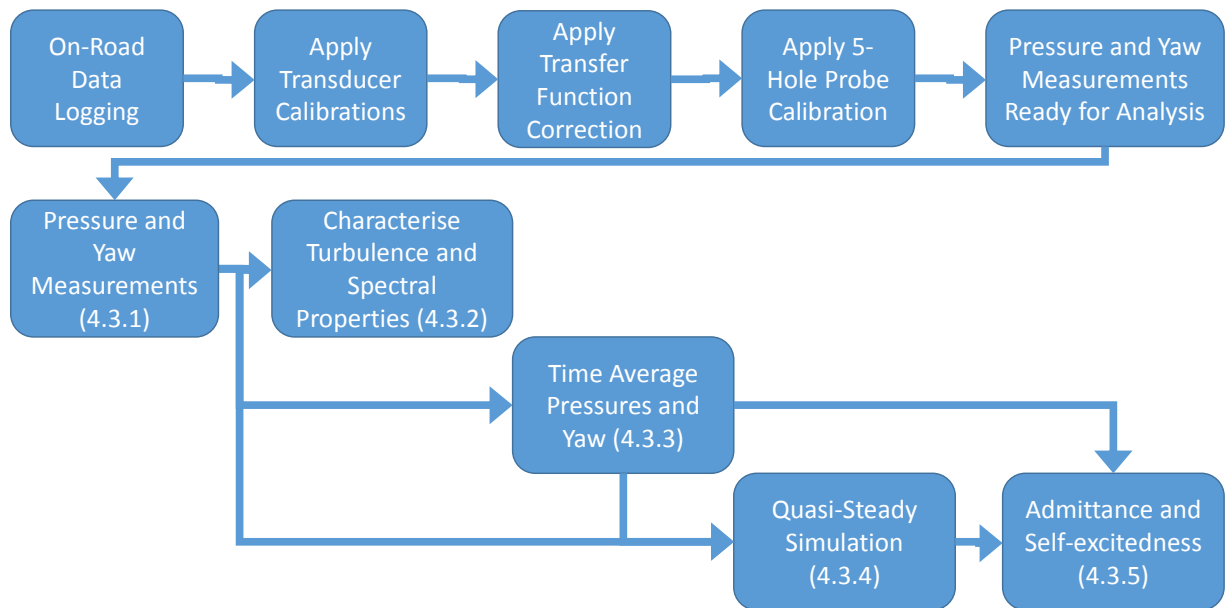 On-Road
Data
Logging
Apply
Transducer
Calibrations
Apply
Transfer
Function
Correction
Apply 5-
Hole Probe
Calibration
Pressure and Yaw
Measurements
Ready for Analysis
Pressure and
Yaw
Measurements
(4.3.1)
Characterise
Turbulence and
Spectral
Properties (4.3.2)
Time Average
Pressures and
Yaw (4.3.3)
Quasi-Steady
Simulation
(4.3.4)
Admittance and
Self-excitedness
(4.3.5)